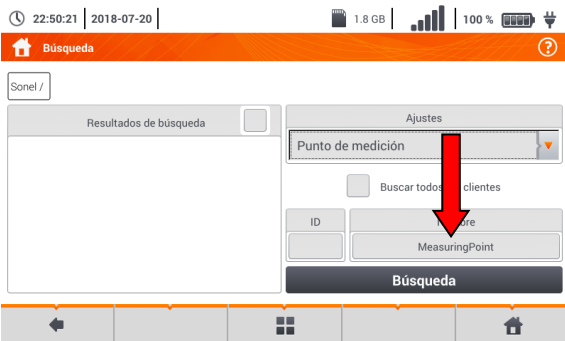 22:50:21 2018-07-20 1.8 GB 100 %
Búsqueda
Sonel /
Resultados de búsqueda
Ajustes
Punto de medición
Buscar todos clientes
ID
MeasuringPoint
Búsqueda